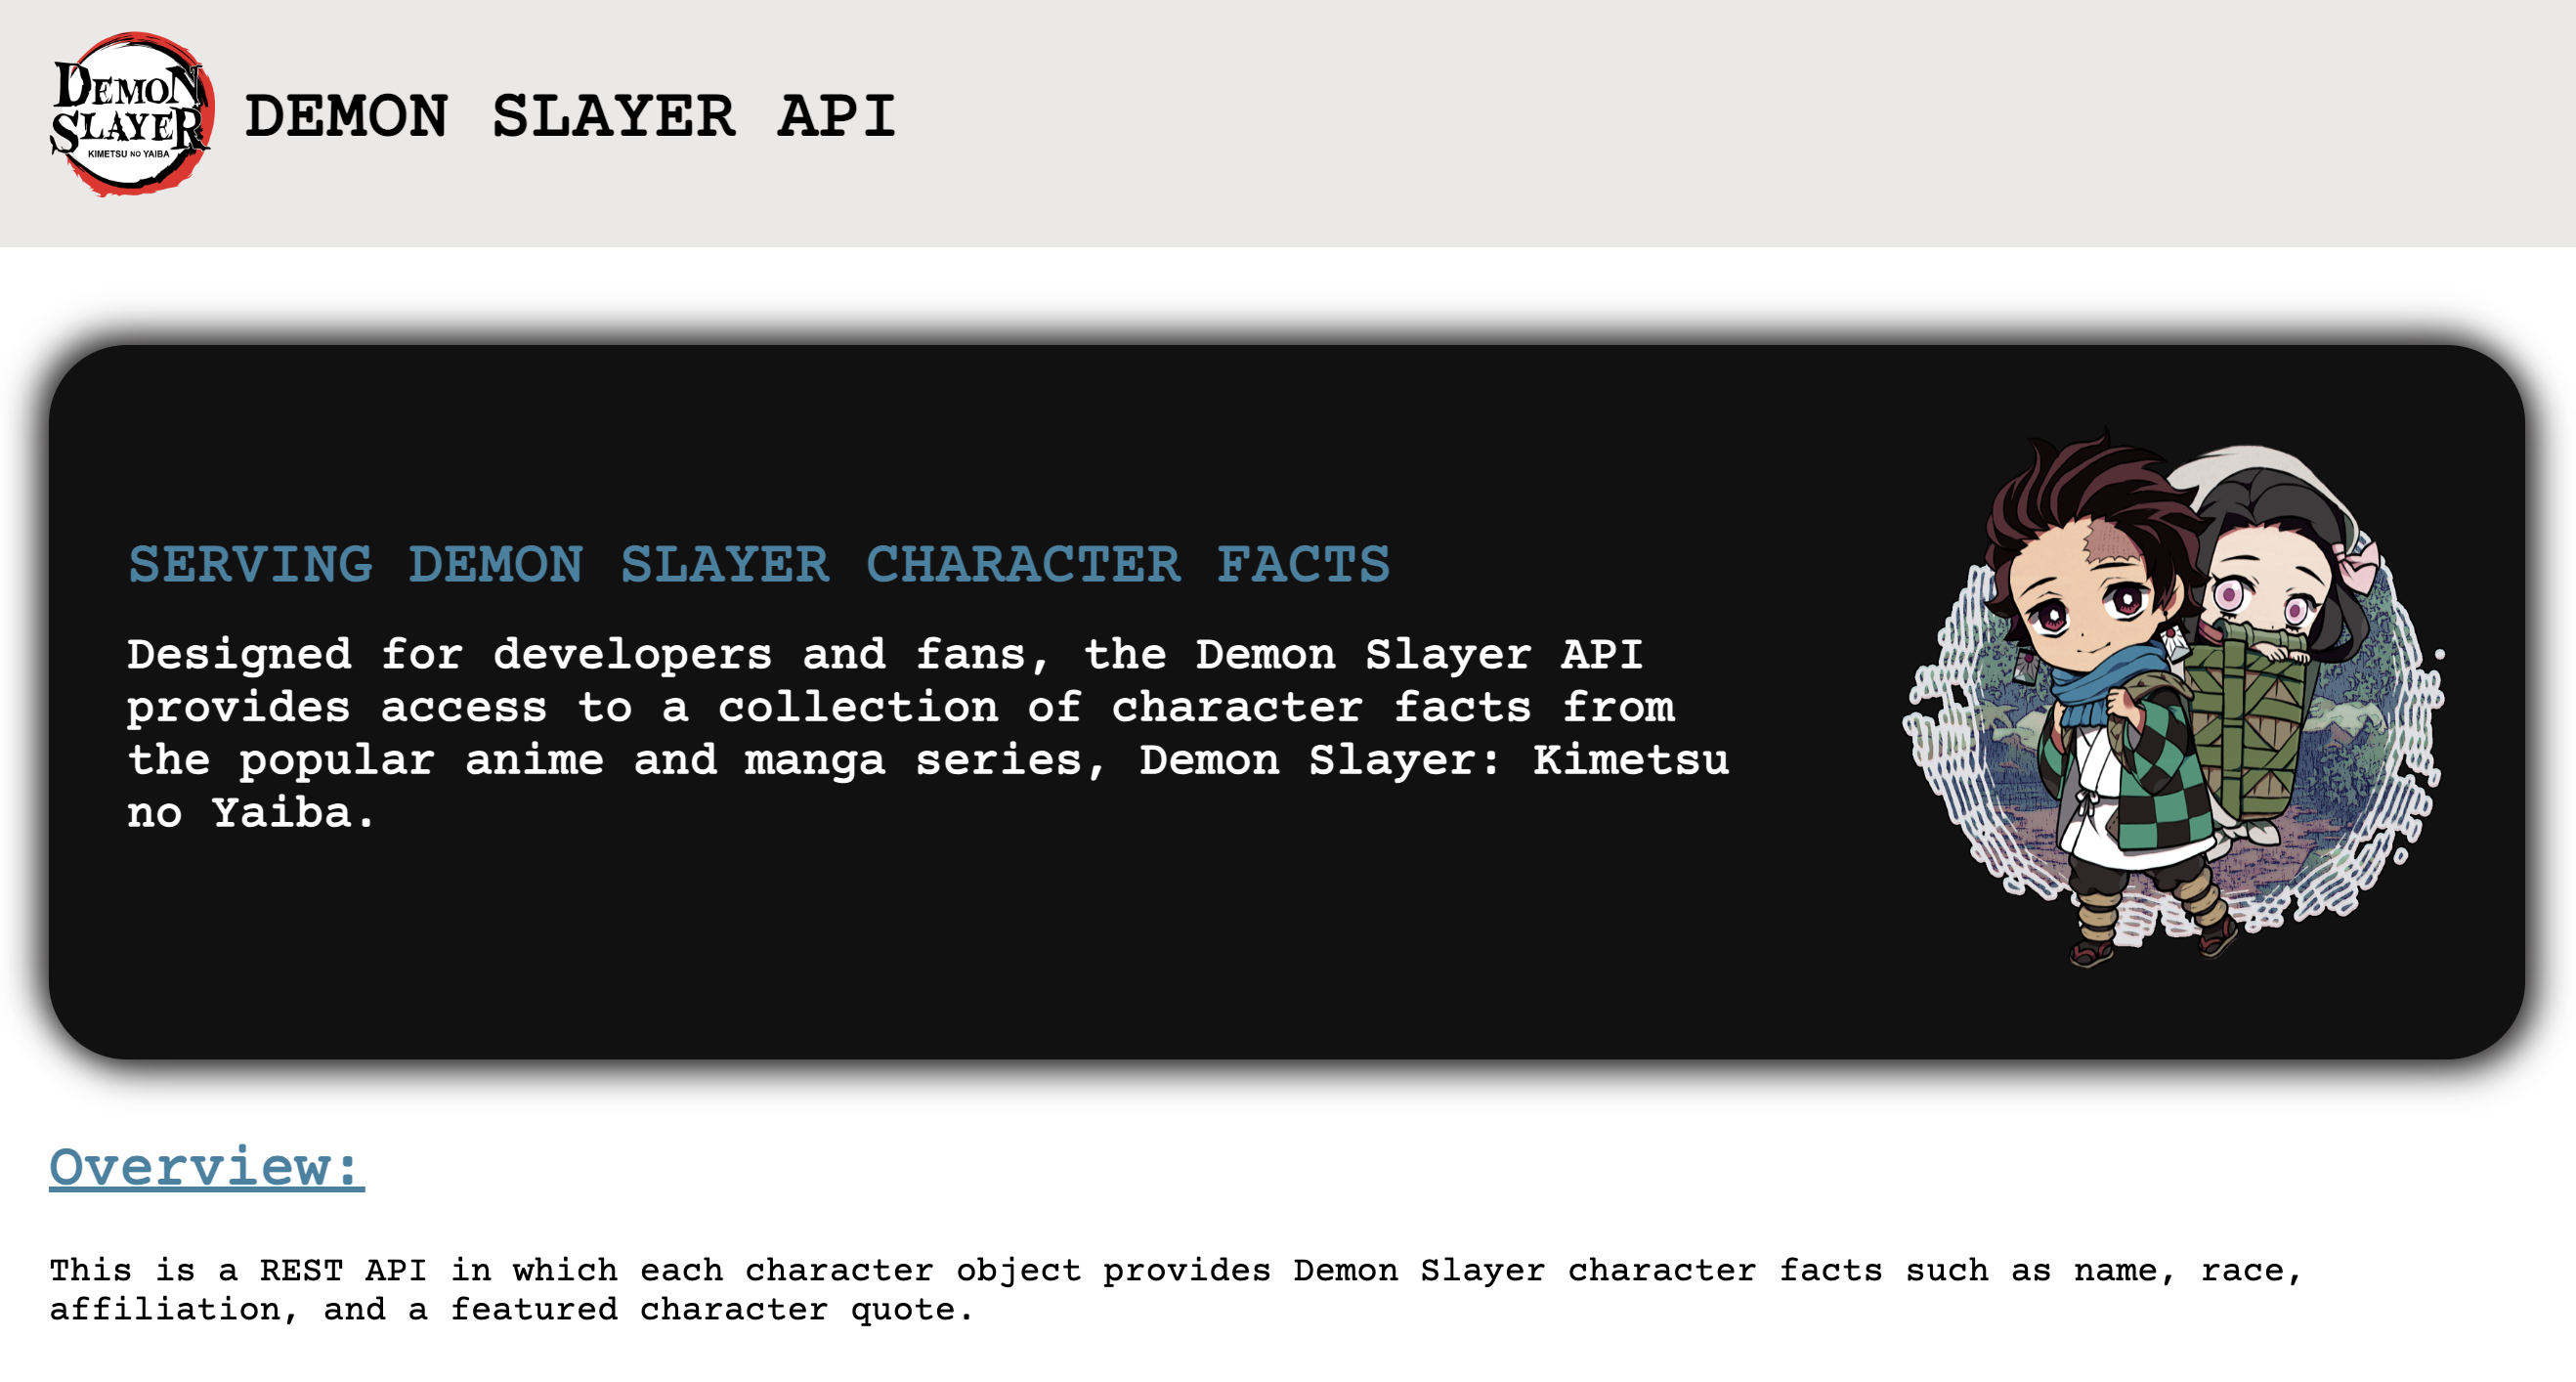 DEMON
SLAYER
KIMETSU NO YAIBA
DEMON SLAYER API
SERVING DEMON SLAYER CHARACTER FACTS
Designed for developers and fans, the Demon Slayer API
provides access to a collection of character facts from
the popular anime and manga series, Demon Slayer: Kimetsu
no Yaiba.
Overview:
This is a REST API in which each character object provides Demon Slayer character facts such as name, race,
affiliation, and a featured character quote.